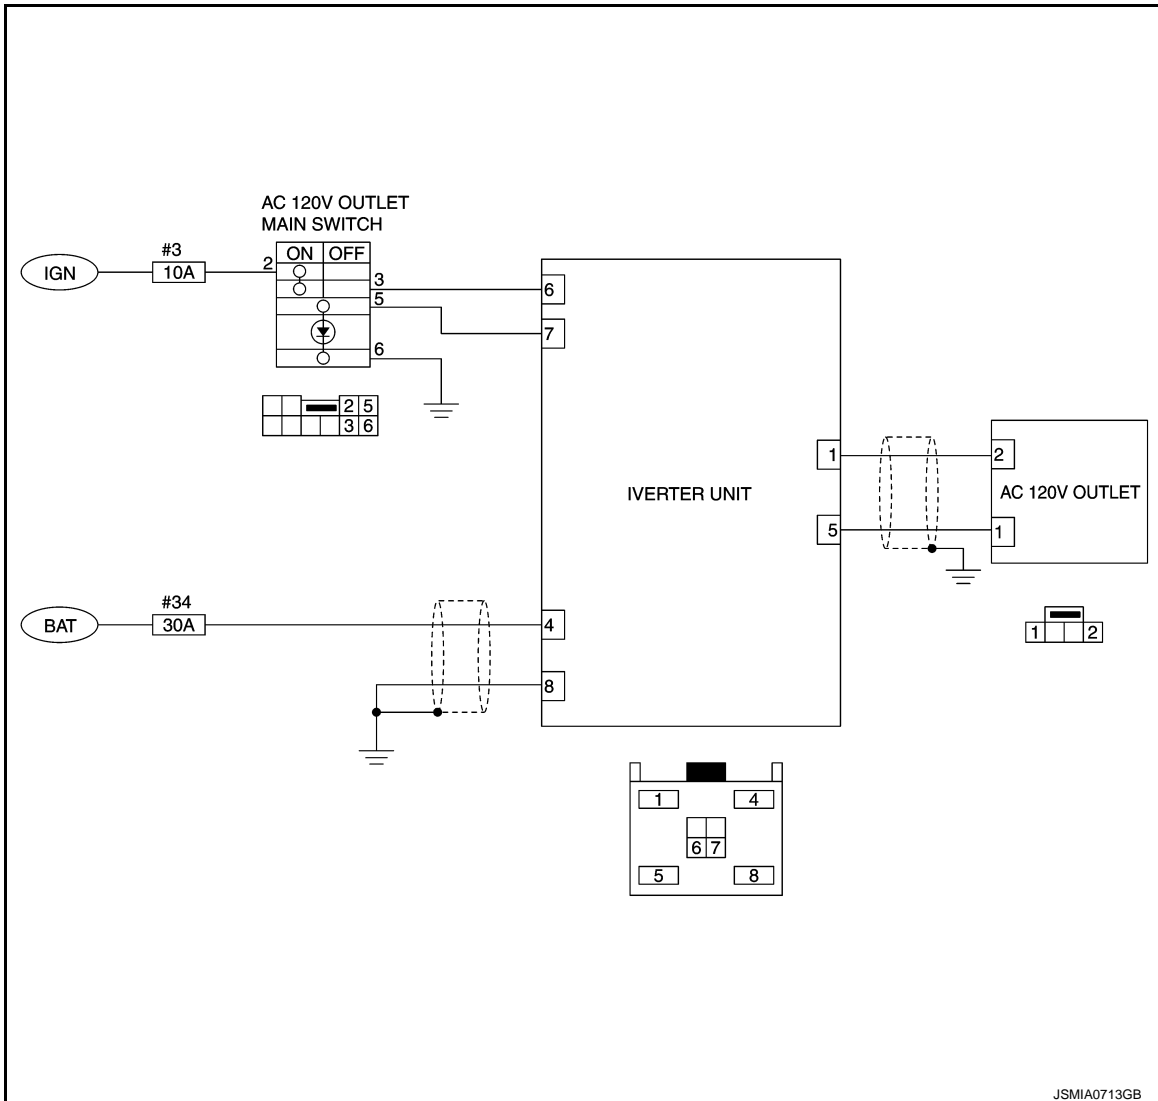 AC 120V OUTLET
MAIN SWITCH
#3
ON OFF
IGN
10A
2
3
5
6
6
7
2 5
3 6
1
5
IVERTER UNIT
2
1
AC 120V OUTLET
1 2
#34
BAT
30A
4
8
1 4
6 7
5 8
JSMIA0713GB